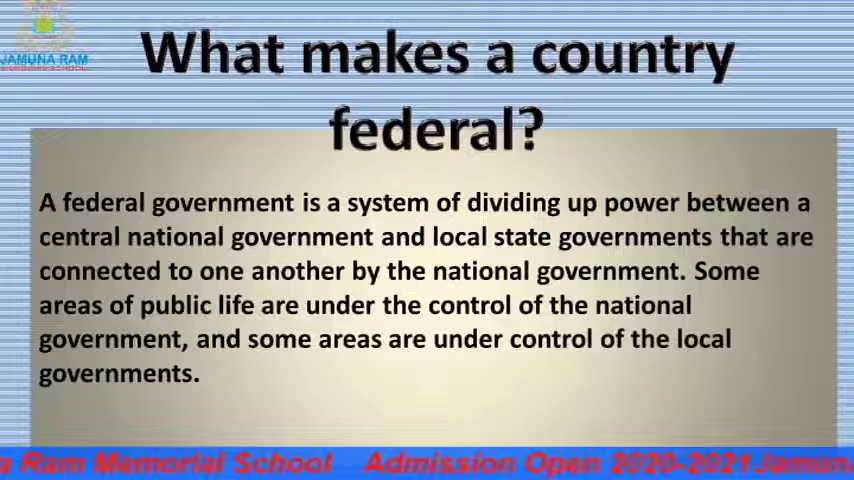 JAMUNA RAM
What makes a country
federal?
A federal government is a system of dividing up power between a
central national government and local state governments that are
connected to one another by the national government. Some
areas of public life are under the control of the national
government, and some areas are under control of the local
governments.
a Ram Memorial School Admission Open 2020-2021 Jamuna